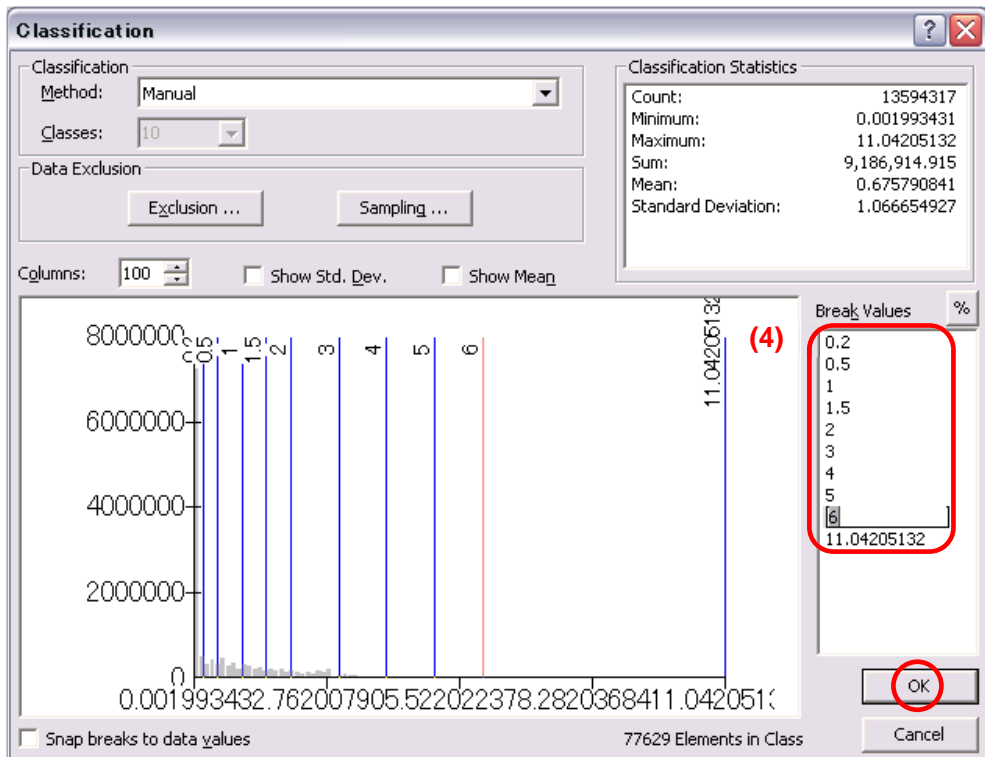 Classification
Classification
Method: Manual
Classes: 10
Data Exclusion
Exclusion ...
Sampling ...
Classification Statistics
Count: 13594317
Minimum: 0.001993431
Maximum: 11.04205132
Sum: 9,186,914.915
Mean: 0.675790841
Standard Deviation: 1.066654927
Columns: 100
Show Std. Dev.
Show Mean
Break Values
%
(4)
0.2
0.5
1
1.5
2
3
4
5
6
11.04205132
8000000
6000000
4000000
2000000
0
0.2
0.5
1
1.5
2
3
4
5
6
11.04205132
0.001993432.762007905.522022378.2820368411.0420513
OK
Cancel
Snap breaks to data values
77629 Elements in Class